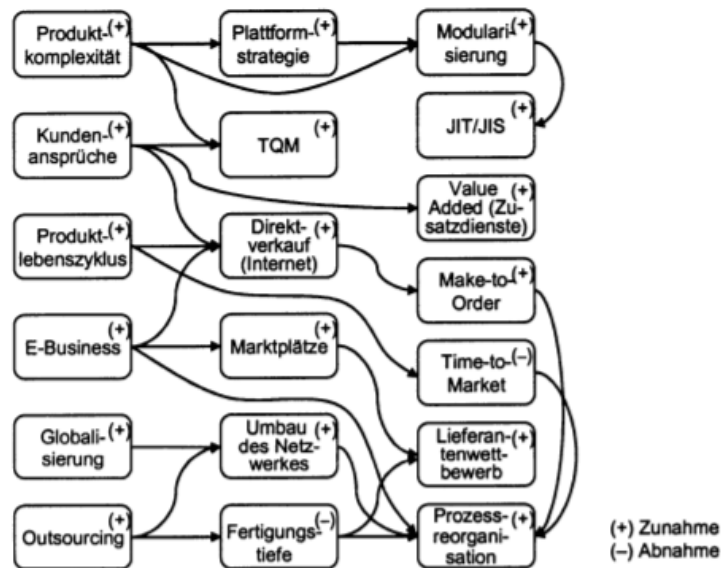 Produkt- (+)
komplexität
Plattform- (+)
strategie
Modulari- (+)
sierung
JIT/JIS (+)
Kunden- (+)
ansprüche
TQM (+)
Value (+)
Added (Zu-
satzdienste)
Produkt- (+)
lebenszyklus
Direkt- (+)
verkauf
(Internet)
Make-to- (+)
Order
E-Business (+)
Marktplätze (+)
Time-to- (–)
Market
Globali- (+)
sierung
Umbau (+)
des Netz-
werkes
Lieferan- (+)
tenwett-
bewerb
Outsourcing (+)
Fertigungs- (–)
tiefe
Prozess- (+)
reorgani-
sation
(+) Zunahme
(–) Abnahme